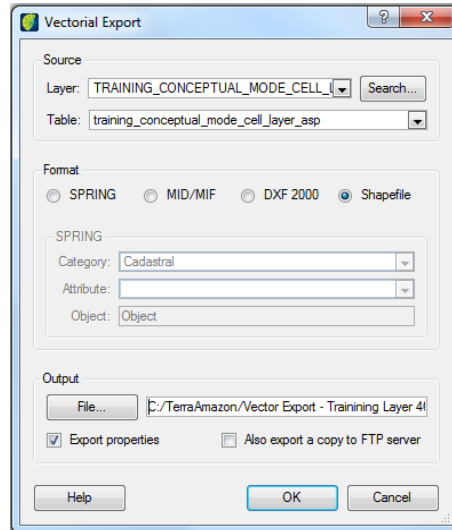 Vectorial Export
Source
Layer: TRAINING_CONCEPTUAL_MODE_CELL_L Search...
Table: training_conceptual_mode_cell_layer_asp
Format
SPRING MID/MIF DXF 2000 Shapefile
SPRING
Category: Cadastral
Attribute:
Object: Object
Output
File... C:/TerraAmazon/Vector Export - Trainining Layer 4(
Export properties Also export a copy to FTP server
Help OK Cancel